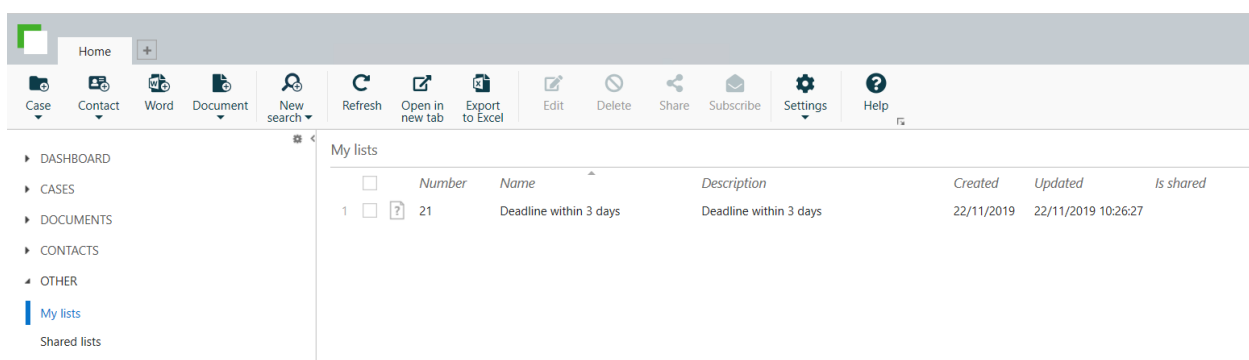 Home +
Case Contact Word Document New search Refresh Open in new tab Export to Excel Edit Delete Share Subscribe Settings Help
DASHBOARD
CASES
DOCUMENTS
CONTACTS
OTHER
My lists
Shared lists
My lists
Number Name Description Created Updated Is shared
1 ? 21 Deadline within 3 days Deadline within 3 days 22/11/2019 22/11/2019 10:26:27